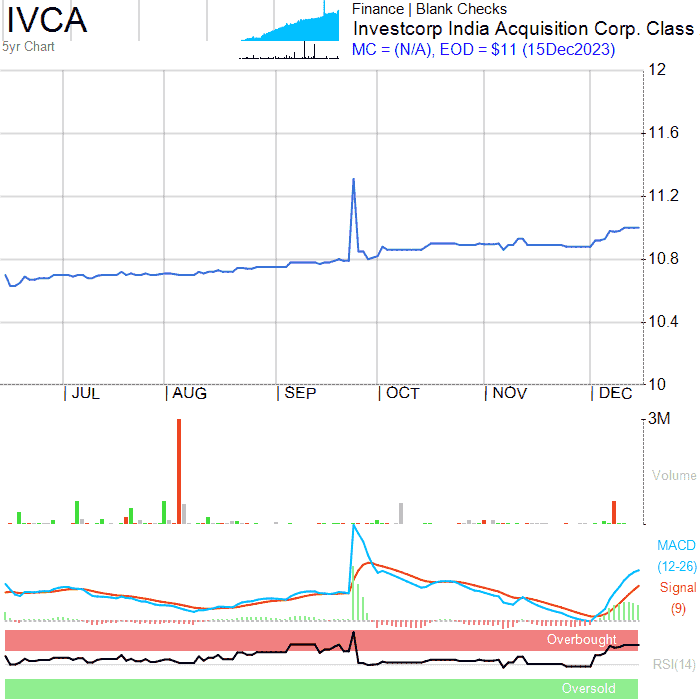 IVCA
5yr Chart
Finance | Blank Checks
Investcorp India Acquisition Corp. Class
MC = (N/A), EOD = $11 (15Dec2023)
12
11.6
11.2
10.8
10.4
10
JUL AUG SEP OCT NOV DEC
3M
Volume
MACD
(12-26)
Signal
(9)
Overbought
RSI(14)
Oversold